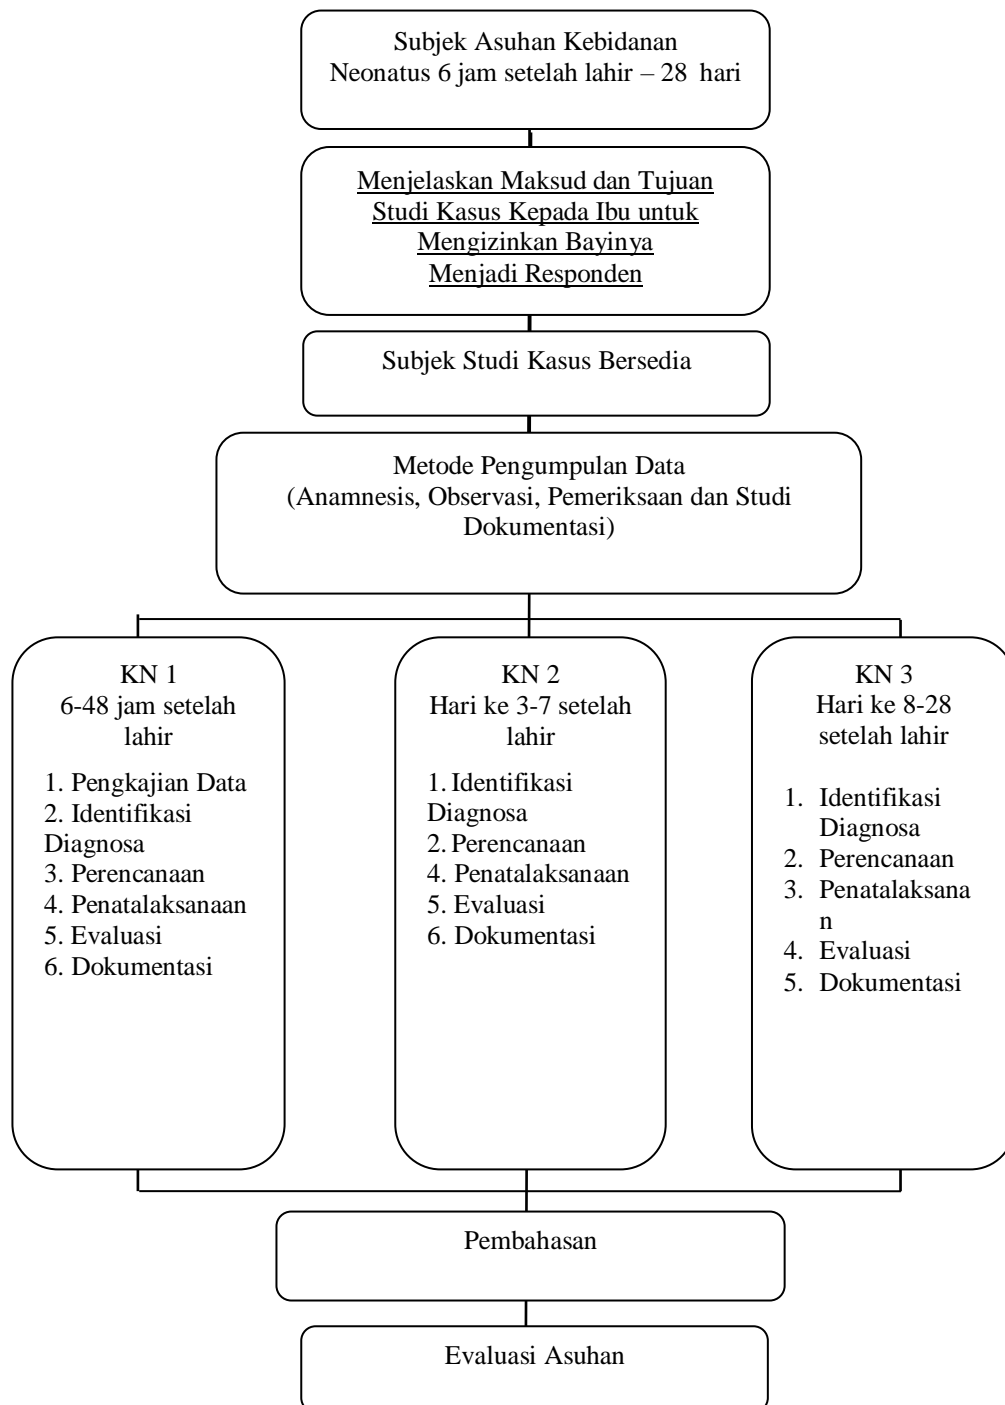 Subjek Asuhan Kebidanan
Neonatus 6 jam setelah lahir – 28 hari
Menjelaskan Maksud dan Tujuan
Studi Kasus Kepada Ibu untuk
Mengizinkan Bayinya
Menjadi Responden
Subjek Studi Kasus Bersedia
Metode Pengumpulan Data
(Anamnesis, Observasi, Pemeriksaan dan Studi
Dokumentasi)
KN 1
6-48 jam setelah
lahir
1. Pengkajian Data
2. Identifikasi
Diagnosa
3. Perencanaan
4. Penatalaksanaan
5. Evaluasi
6. Dokumentasi
KN 2
Hari ke 3-7 setelah
lahir
1. Identifikasi
Diagnosa
2. Perencanaan
4. Penatalaksanaan
5. Evaluasi
6. Dokumentasi
KN 3
Hari ke 8-28
setelah lahir
1. Identifikasi
Diagnosa
2. Perencanaan
3. Penatalaksana
n
4. Evaluasi
5. Dokumentasi
Pembahasan
Evaluasi Asuhan